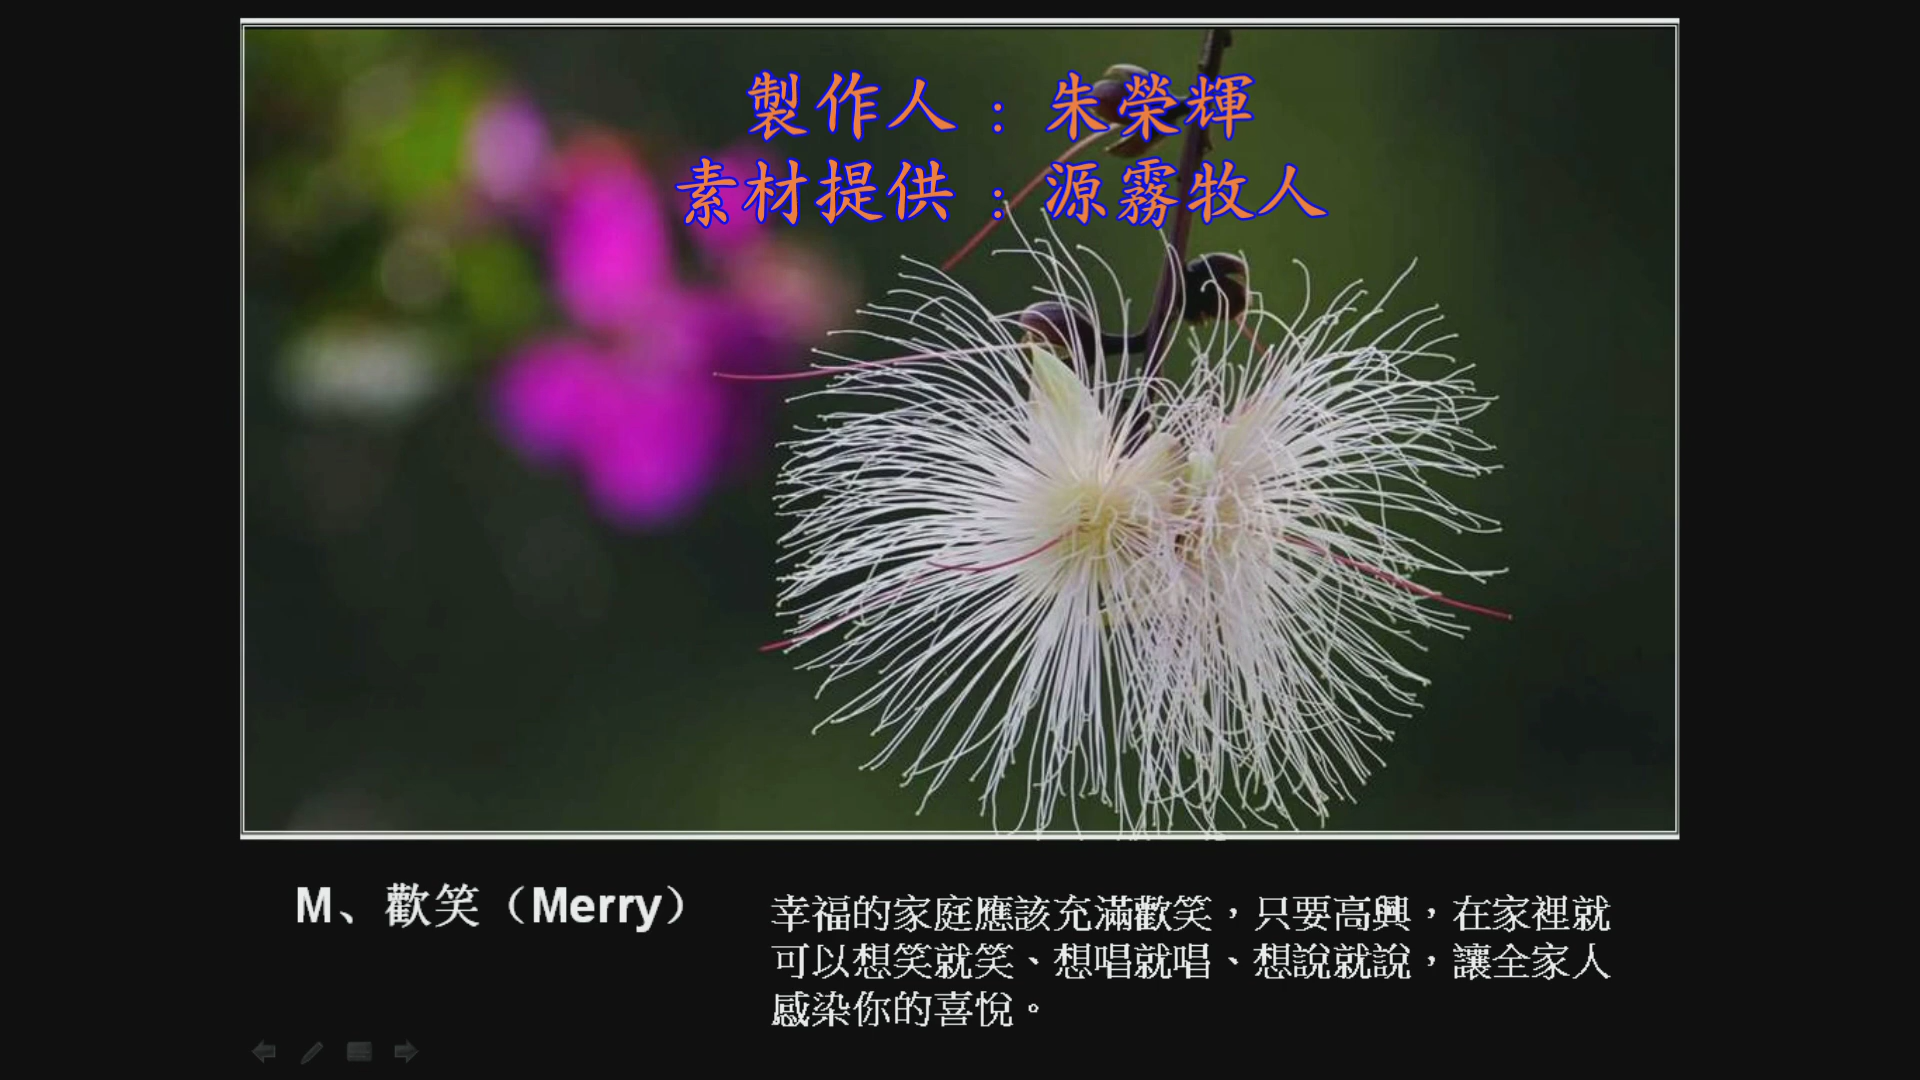 製作人：朱榮輝
素材提供：源霧牧人
M、歡笑（Merry）
幸福的家庭應該充滿歡笑，只要高興，在家裡就
可以想笑就笑、想唱就唱、想說就說，讓全家人
感染你的喜悅。